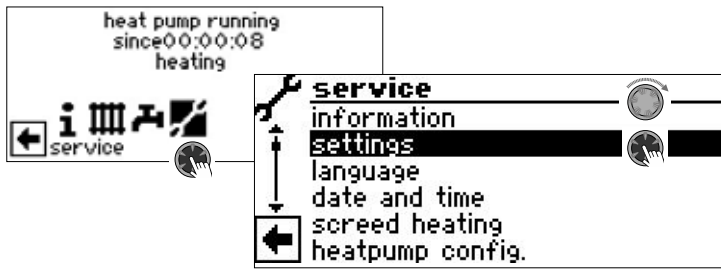 heat pump running
since00:00:08
heating
service
service
information
settings
language
date and time
screed heating
heatpump config.